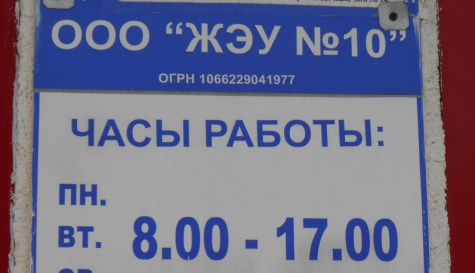 ООО “ЖЭУ №10”
ОГРН 1066229041977
ЧАСЫ РАБОТЫ:
ПН.
ВТ. 8.00 - 17.00